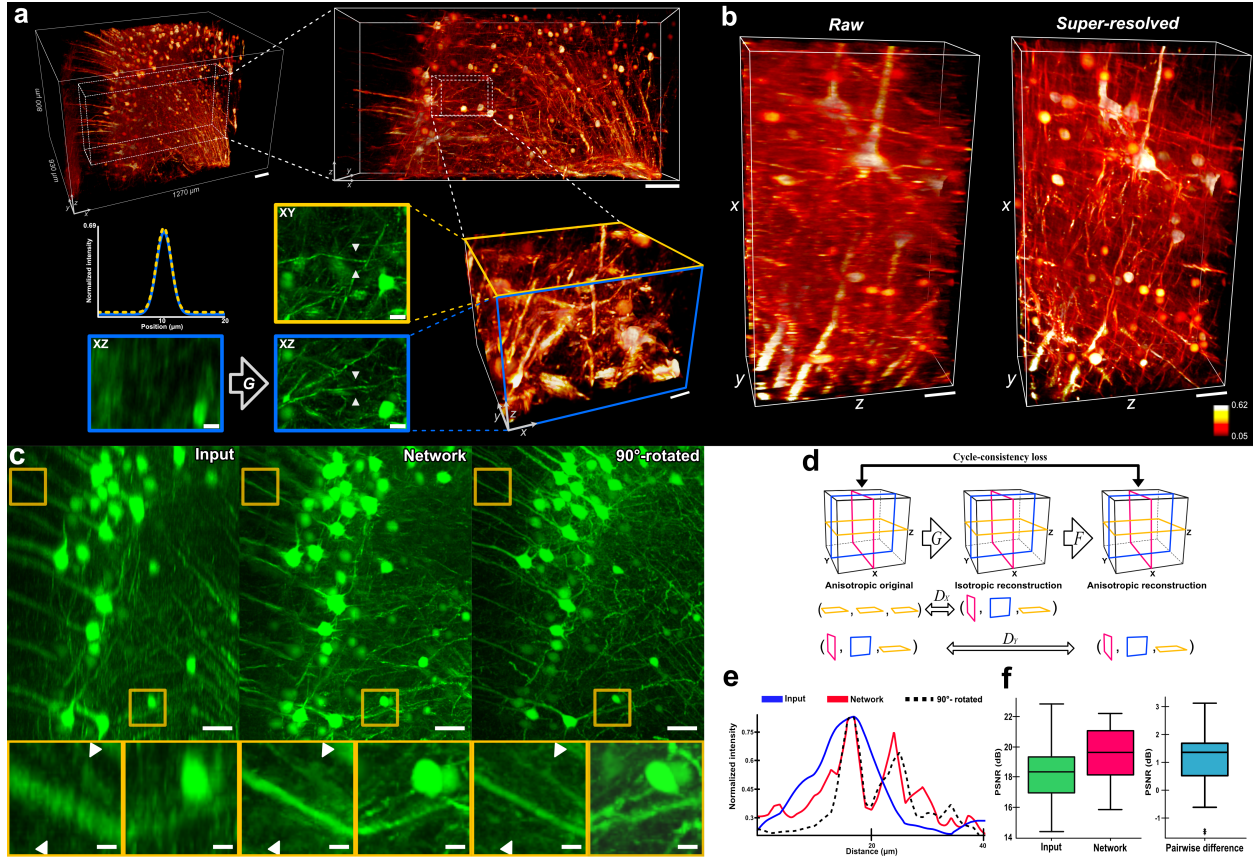 a
800 µm
930 µm
1270 µm
y
z
x
z
y
x
0.69
Normalized intensity
10
20
Position (µm)
XY
XZ
G
XZ
y
z
x
b
Raw
Super-resolved
x
y
z
x
y
z
0.62
0.05
c
Input
Network
90°-rotated
d
Cycle-consistency loss
Z
Y
X
G
Z
Y
X
F
Z
Y
X
Anisotropic original
Isotropic reconstruction
Anisotropic reconstruction
( , , ) Dx ( , , )
( , , ) DY ( , , )
e
Input
Network
90°- rotated
Normalized intensity
0.75
0.6
0.45
0.3
20
40
Distance (µm)
f
PSNR (dB)
22
20
18
16
14
Input
Network
PSNR (dB)
3
2
1
0
-1
Pairwise difference